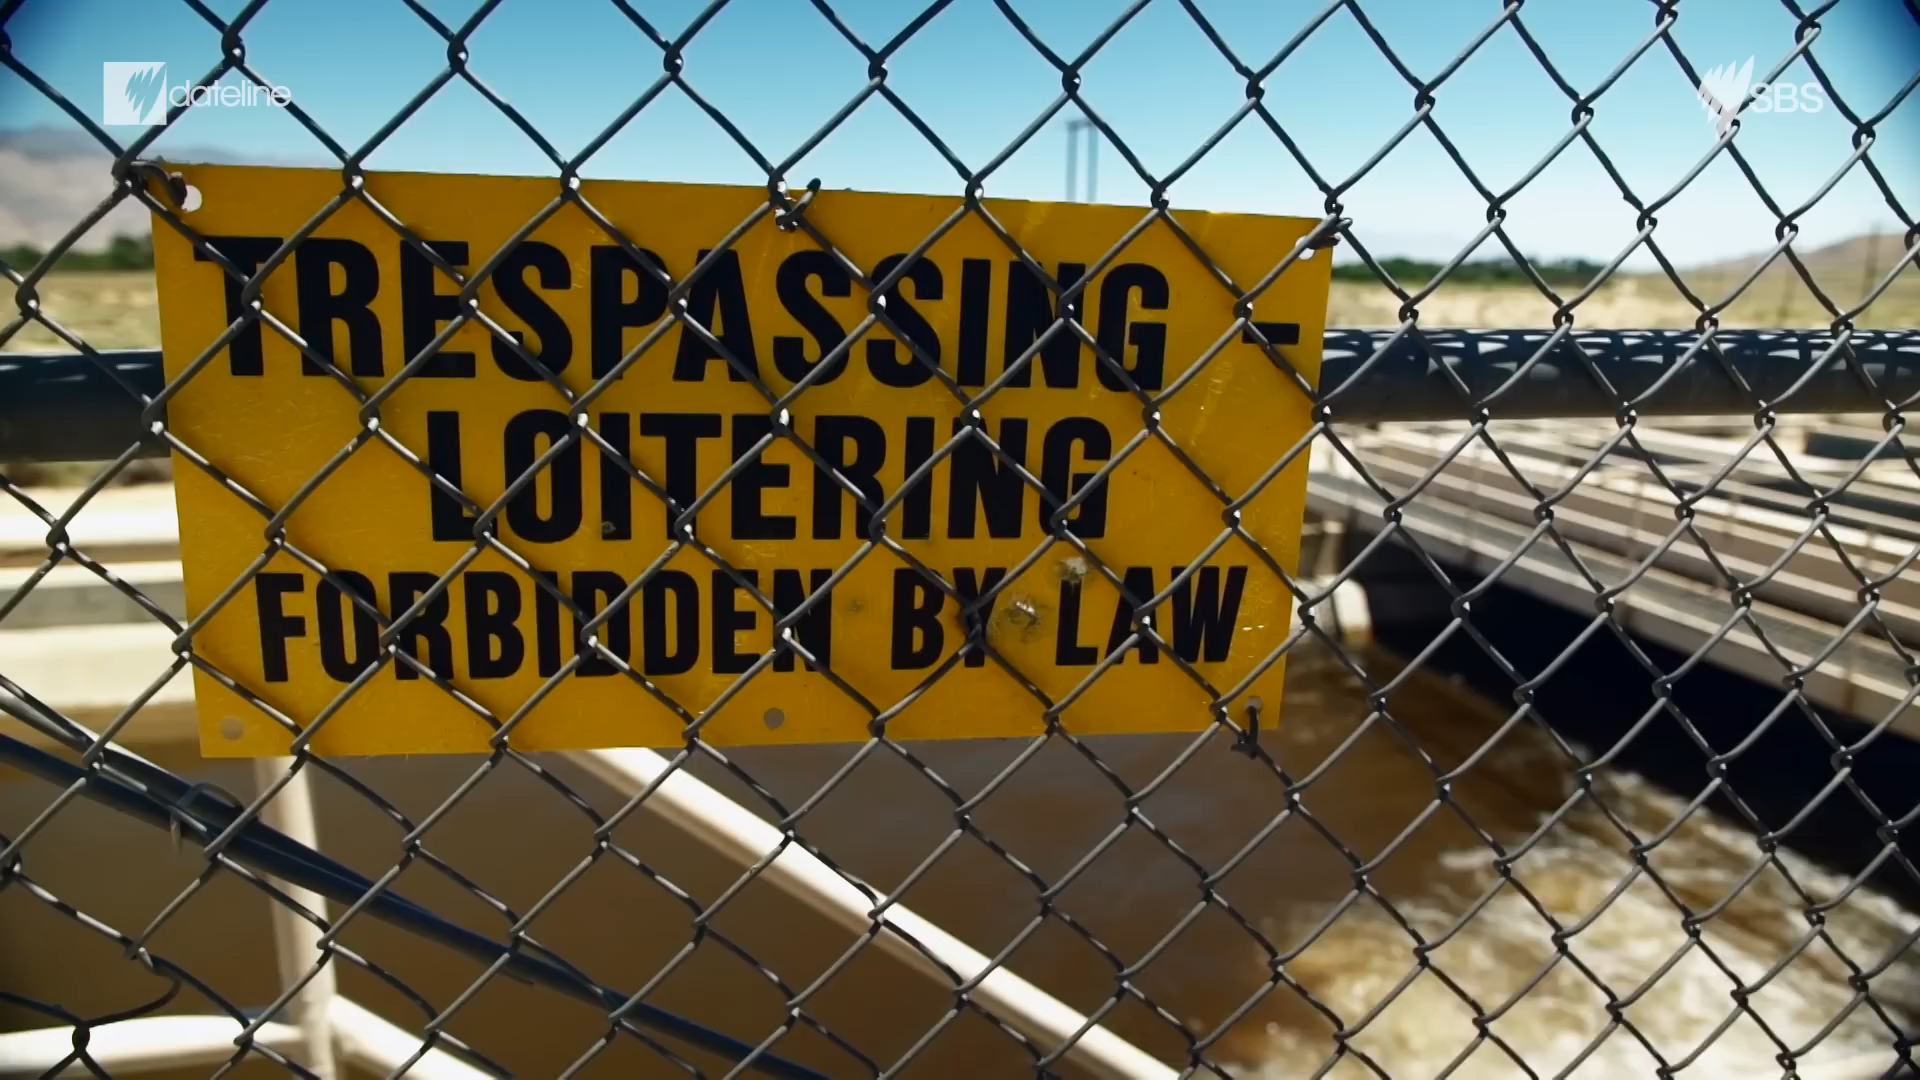 dateline
SBS
TRESPASSING -
LOITERING
FORBIDDEN BY LAW